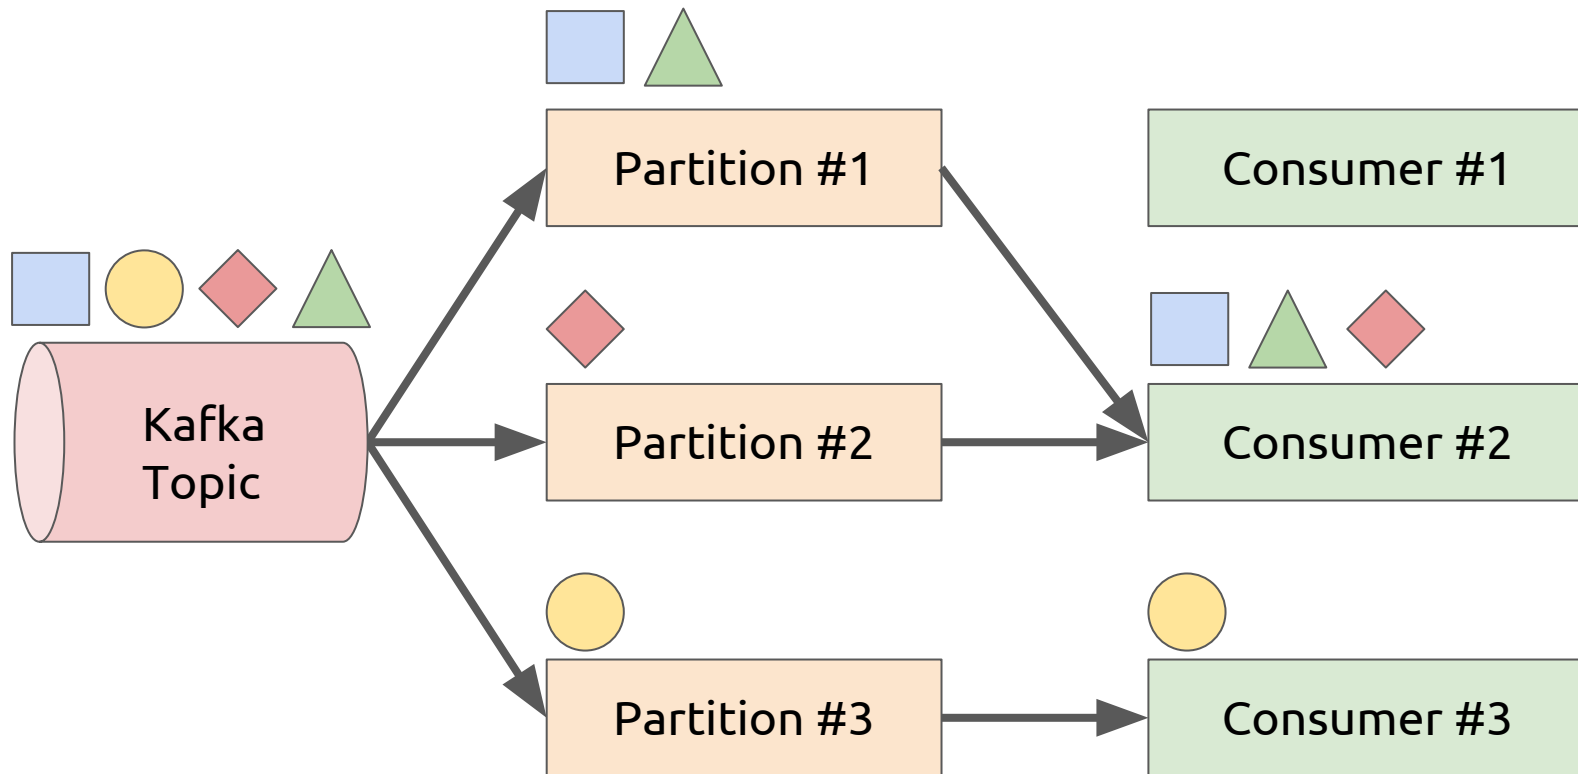 Partition #1
Consumer #1
Kafka
Topic
Partition #2
Consumer #2
Partition #3
Consumer #3